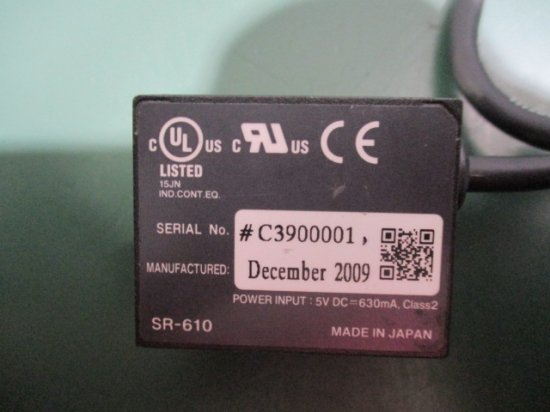 C UL US C RU US CE
LISTED
15JN
IND.CONT.EQ.
SERIAL No. #C3900001,
MANUFACTURED: December 2009
POWER INPUT : 5V DC=630mA, Class2
SR-610 MADE IN JAPAN